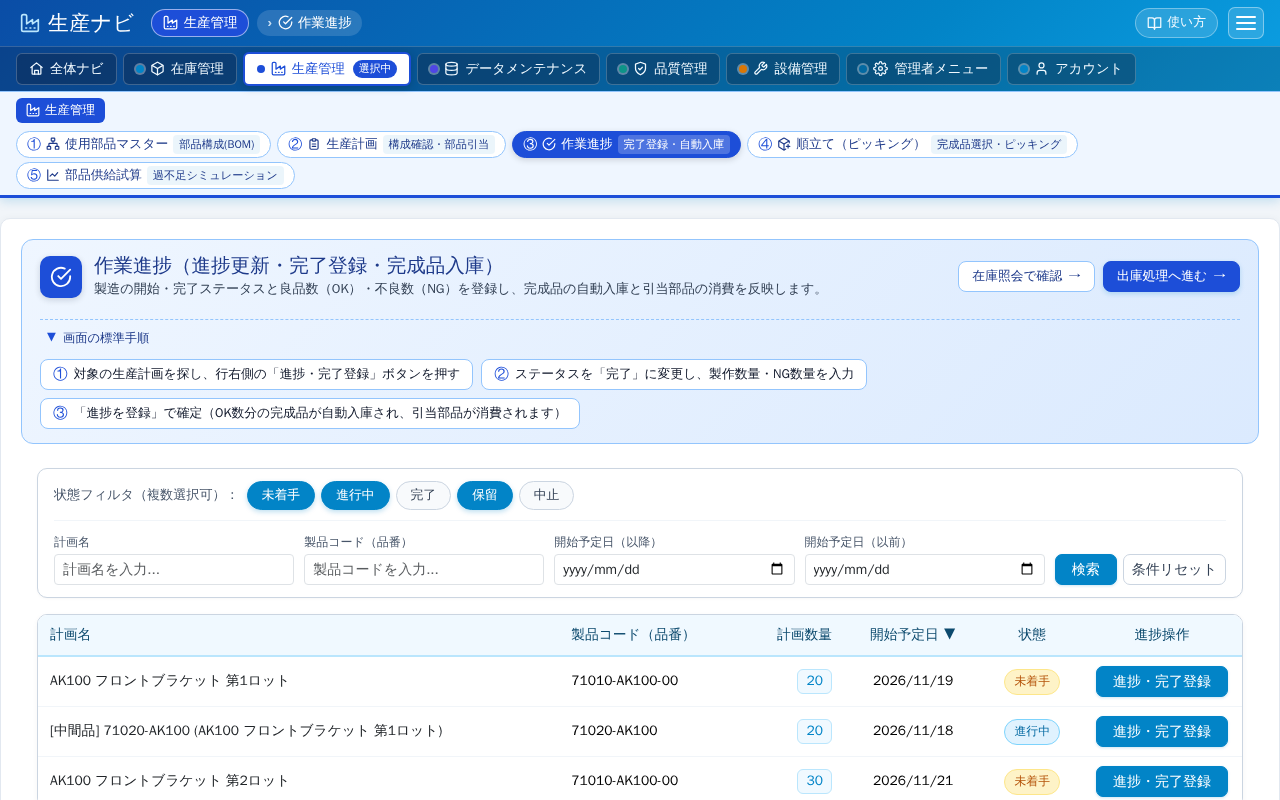 生産ナビ 生産管理 › 作業進捗 使い方
全体ナビ 在庫管理 生産管理 選択中 データメンテナンス 品質管理 設備管理 管理者メニュー アカウント
生産管理
① 使用部品マスター 部品構成(BOM) ② 生産計画 構成確認・部品引当 ③ 作業進捗 完了登録・自動入庫 ④ 順立て（ピッキング） 完成品選択・ピッキング
⑤ 部品供給試算 過不足シミュレーション
作業進捗（進捗更新・完了登録・完成品入庫）
製造の開始・完了ステータスと良品数（OK）・不良数（NG）を登録し、完成品の自動入庫と引当部品の消費を反映します。
在庫照会で確認 → 出庫処理へ進む →
▼ 画面の標準手順
① 対象の生産計画を探し、行右側の「進捗・完了登録」ボタンを押す ② ステータスを「完了」に変更し、製作数量・NG数量を入力
③ 「進捗を登録」で確定（OK数分の完成品が自動入庫され、引当部品が消費されます）
状態フィルタ（複数選択可）： 未着手 進行中 完了 保留 中止
計画名 製品コード（品番） 開始予定日（以降） 開始予定日（以前）
計画名を入力... 製品コードを入力... yyyy/mm/dd yyyy/mm/dd 検索 条件リセット
計画名 製品コード（品番） 計画数量 開始予定日 ▼ 状態 進捗操作
AK100 フロントブラケット 第1ロット 71010-AK100-00 20 2026/11/19 未着手 進捗・完了登録
[中間品] 71020-AK100 (AK100 フロントブラケット 第1ロット) 71020-AK100 20 2026/11/18 進行中 進捗・完了登録
AK100 フロントブラケット 第2ロット 71010-AK100-00 30 2026/11/21 未着手 進捗・完了登録